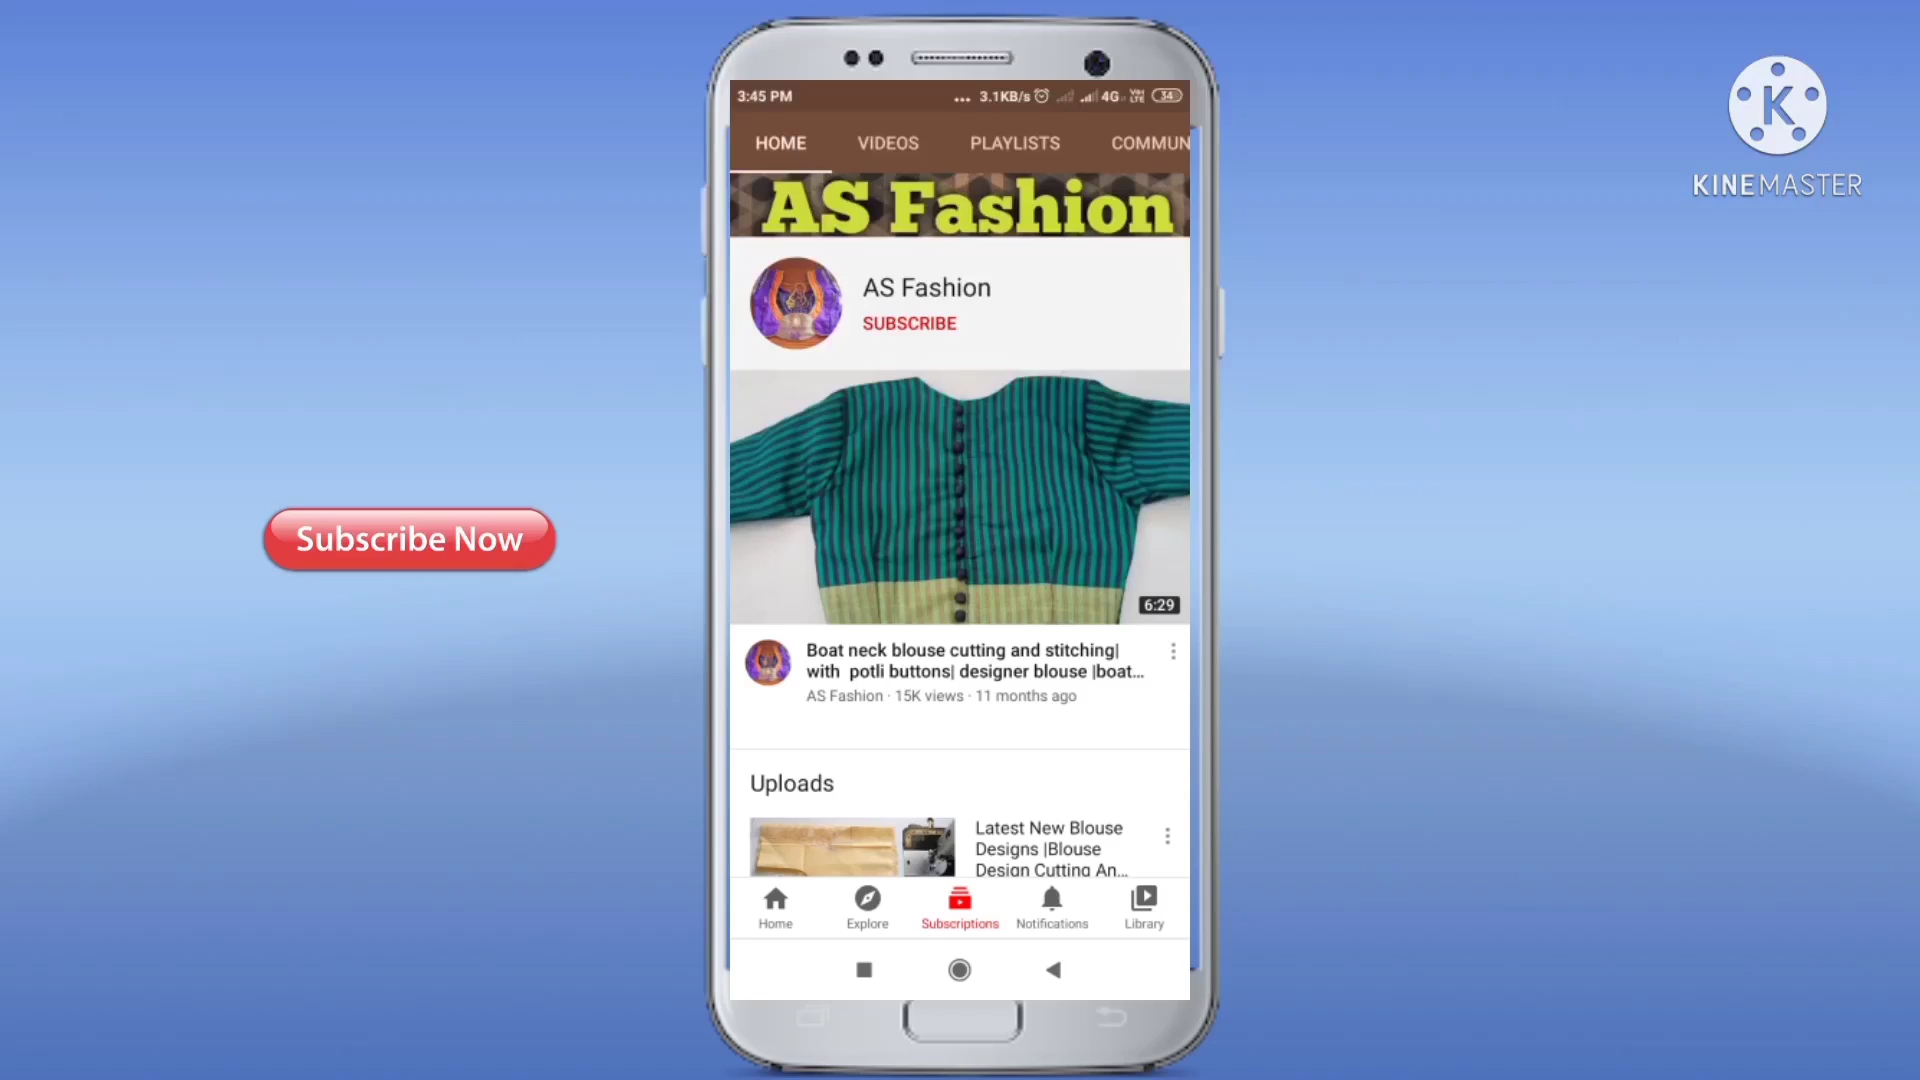 3:45 PM ... 3.1KB/s 4G 34
HOME VIDEOS PLAYLISTS COMMUN
AS Fashion
AS Fashion
SUBSCRIBE
6:29
Boat neck blouse cutting and stitching|
with potli buttons| designer blouse |boat...
AS Fashion · 15K views · 11 months ago
Uploads
Latest New Blouse
Designs |Blouse
Design Cutting An...
Home Explore Subscriptions Notifications Library
Subscribe Now
K
KINEMASTER